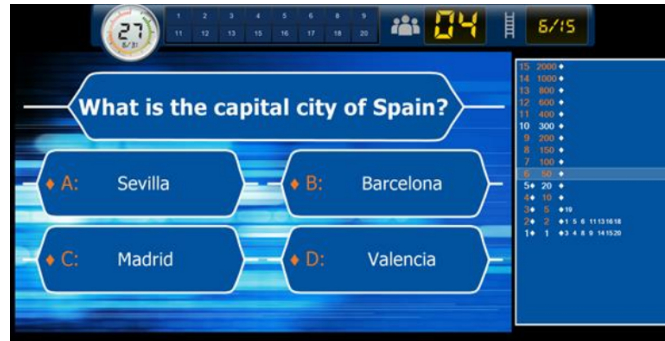 27
6/31
1 2 3 4 5 6 8 9
11 12 13 15 16 17 18 20
04
6/15
What is the capital city of Spain?
A: Sevilla
B: Barcelona
C: Madrid
D: Valencia
15 2000
14 1000
13 800
12 600
11 400
10 300
9 200
8 150
7 100
6 50
5 20
4 10
3 5 19
2 2 1 5 6 11 13 16 18
1 1 3 4 8 9 14 15 20